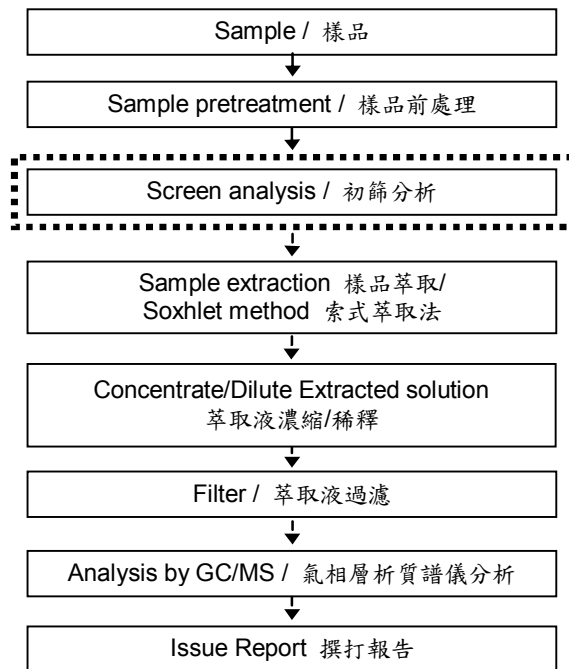 Sample / 樣品
Sample pretreatment / 樣品前處理
Screen analysis / 初篩分析
Sample extraction 樣品萃取/
Soxhlet method 索式萃取法
Concentrate/Dilute Extracted solution
萃取液濃縮/稀釋
Filter / 萃取液過濾
Analysis by GC/MS / 氣相層析質譜儀分析
Issue Report 撰打報告